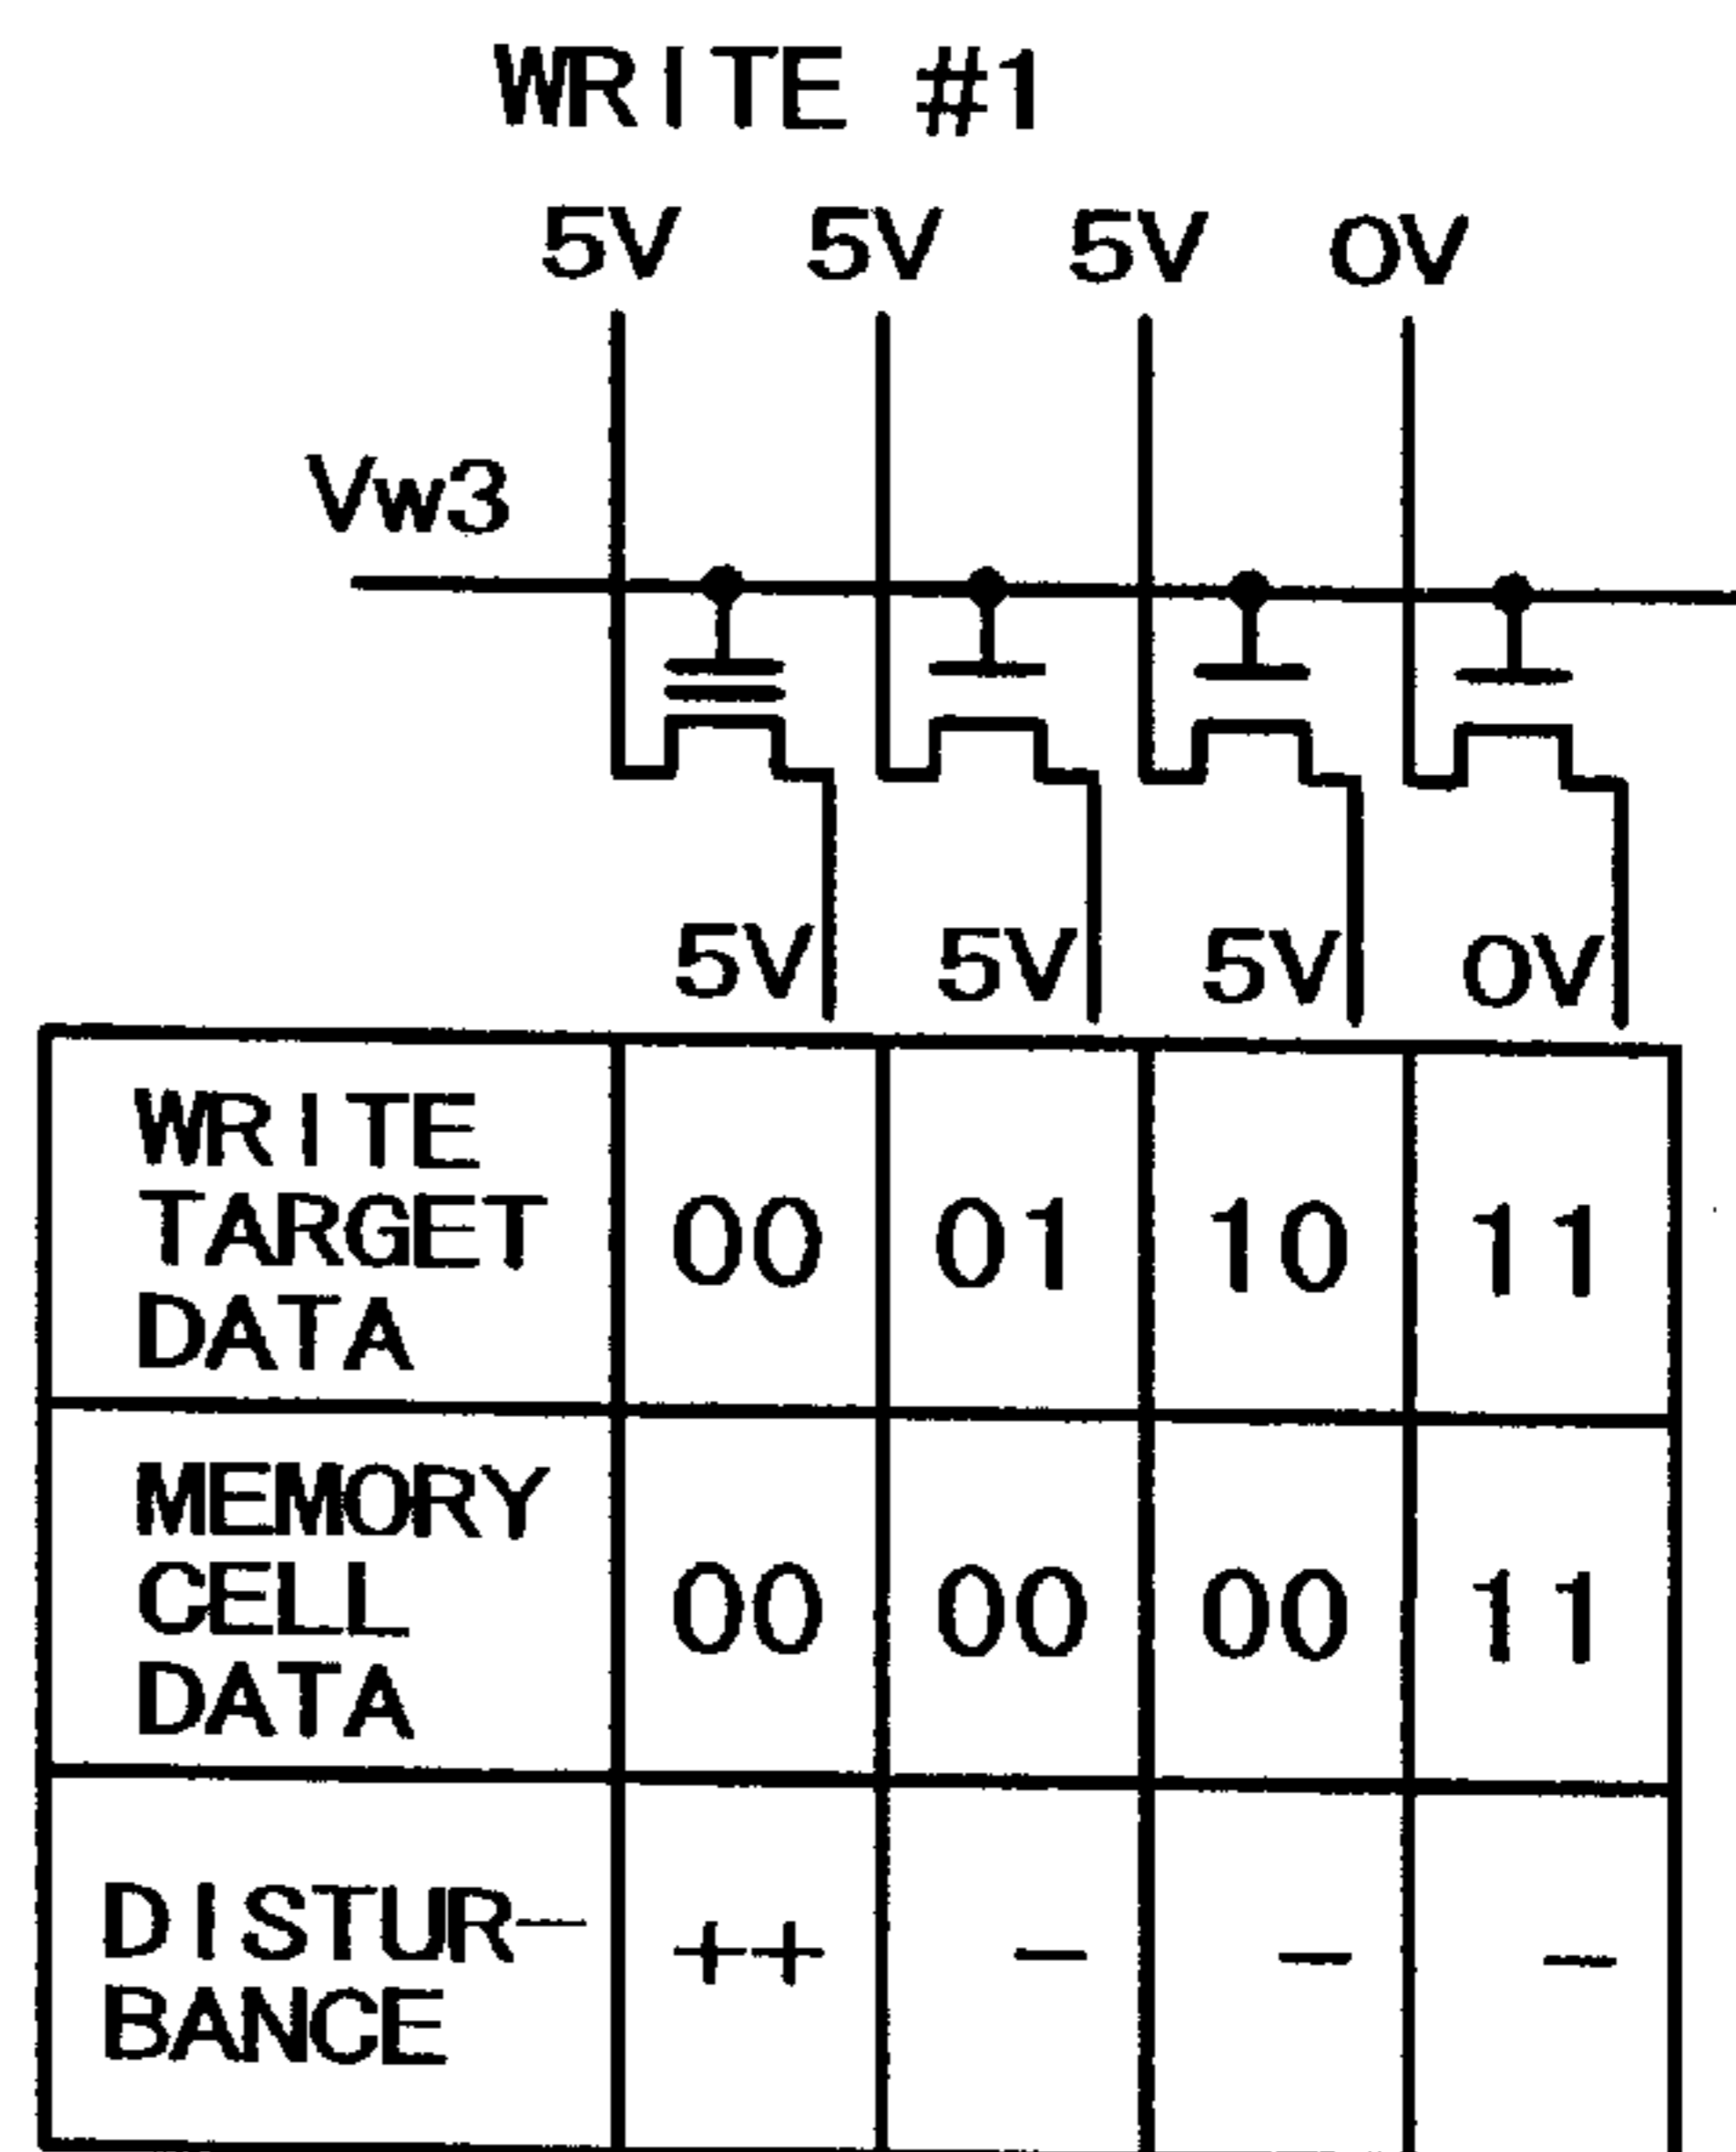 WRITE #1
5V 5V 5V 0V
Vw3
5V 5V 5V 0V
WRITE
TARGET 00 01 10 11
DATA
MEMORY
CELL 00 00 00 11
DATA
DISTUR- ++ - - -
BANCE